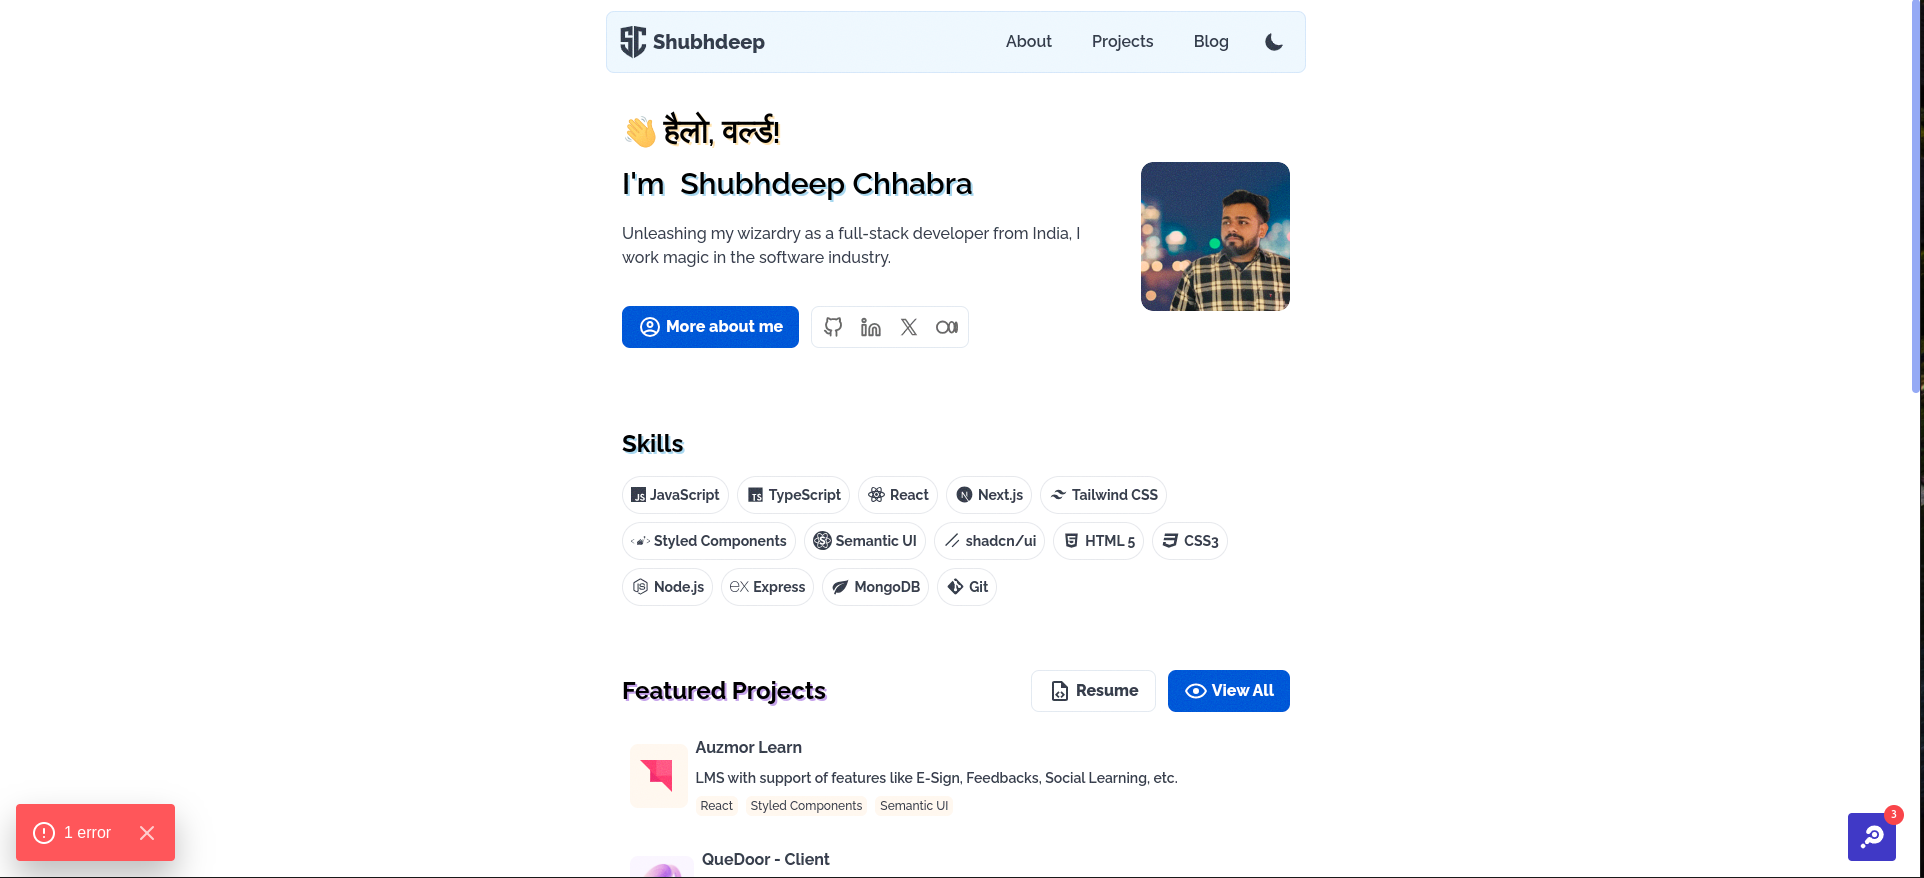 Shubhdeep
About Projects Blog
👋 हैलो, वर्ल्ड!
I'm Shubhdeep Chhabra
Unleashing my wizardry as a full-stack developer from India, I
work magic in the software industry.
More about me
Skills
JavaScript TypeScript React Next.js Tailwind CSS
Styled Components Semantic UI shadcn/ui HTML 5 CSS3
Node.js Express MongoDB Git
Featured Projects Resume View All
Auzmor Learn
LMS with support of features like E-Sign, Feedbacks, Social Learning, etc.
React Styled Components Semantic UI
1 error
3
QueDoor - Client